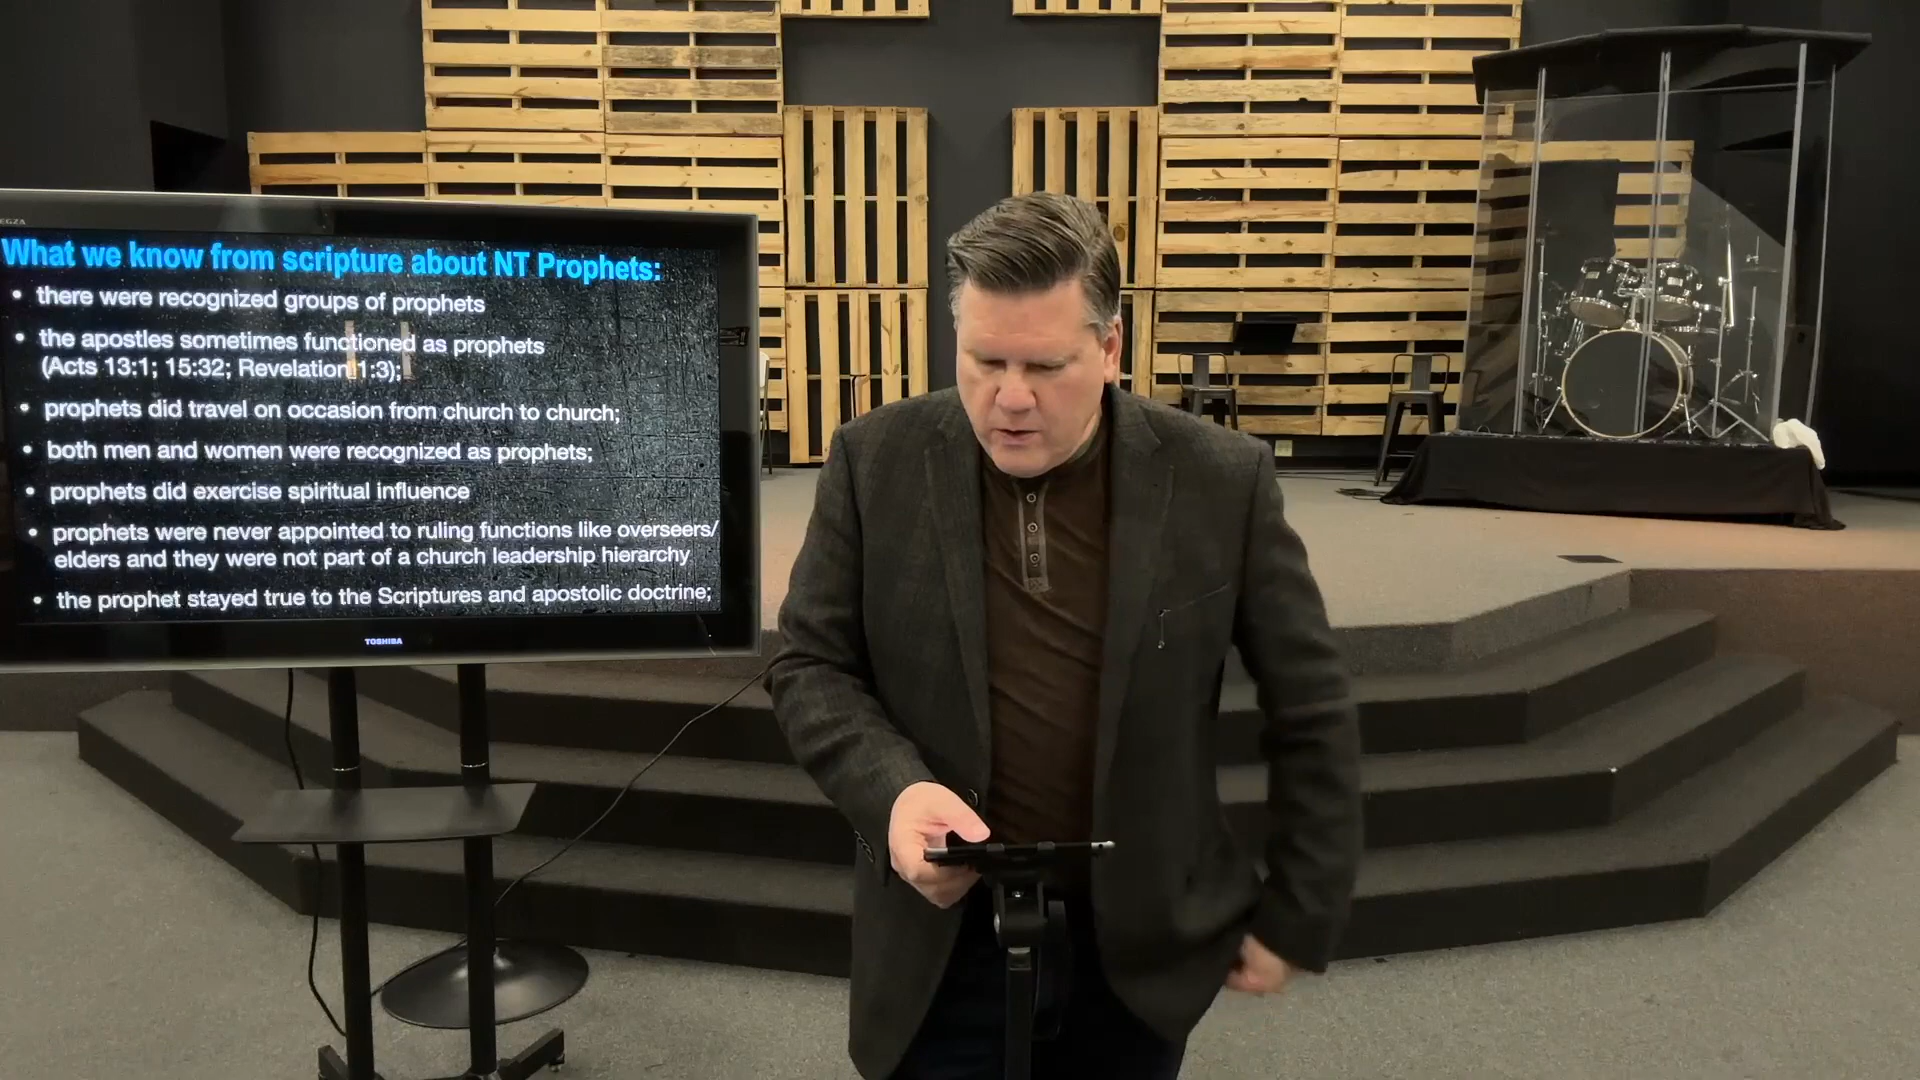 EGZA
What we know from scripture about NT Prophets:
• there were recognized groups of prophets
• the apostles sometimes functioned as prophets
(Acts 13:1; 15:32; Revelation 1:3);
• prophets did travel on occasion from church to church;
• both men and women were recognized as prophets;
• prophets did exercise spiritual influence
• prophets were never appointed to ruling functions like overseers/
elders and they were not part of a church leadership hierarchy
• the prophet stayed true to the Scriptures and apostolic doctrine;
TOSHIBA